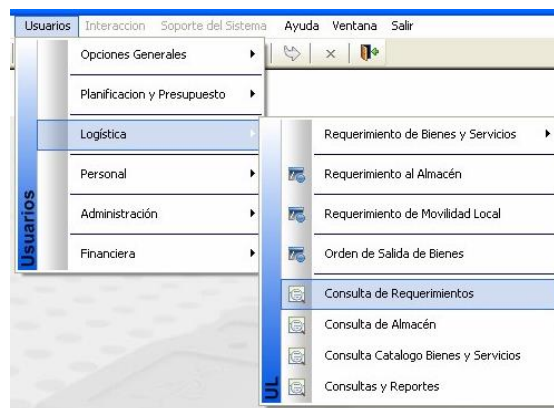 Usuarios Interaccion Soporte del Sistema Ayuda Ventana Salir
Opciones Generales
Planificacion y Presupuesto
Logística
Personal
Administración
Financiera
Usuarios
Requerimiento de Bienes y Servicios
Requerimiento al Almacén
Requerimiento de Movilidad Local
Orden de Salida de Bienes
Consulta de Requerimientos
Consulta de Almacén
Consulta Catalogo Bienes y Servicios
Consultas y Reportes
UL